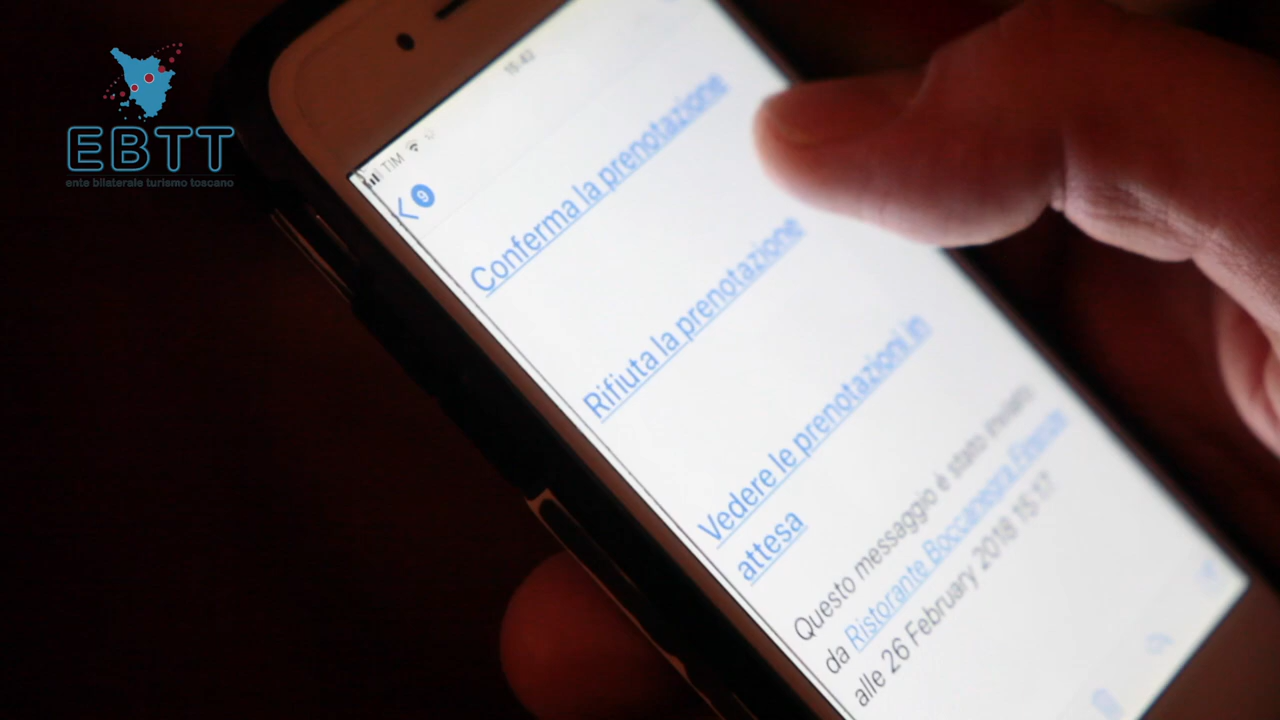 EBTT
ente bilaterale turismo toscano
TIM
15:42
9
Conferma la prenotazione
Rifiuta la prenotazione
Vedere le prenotazioni in
attesa
Questo messaggio è stato inviato
da Ristorante Boccanegra Firenze
alle 26 February 2018 15:17